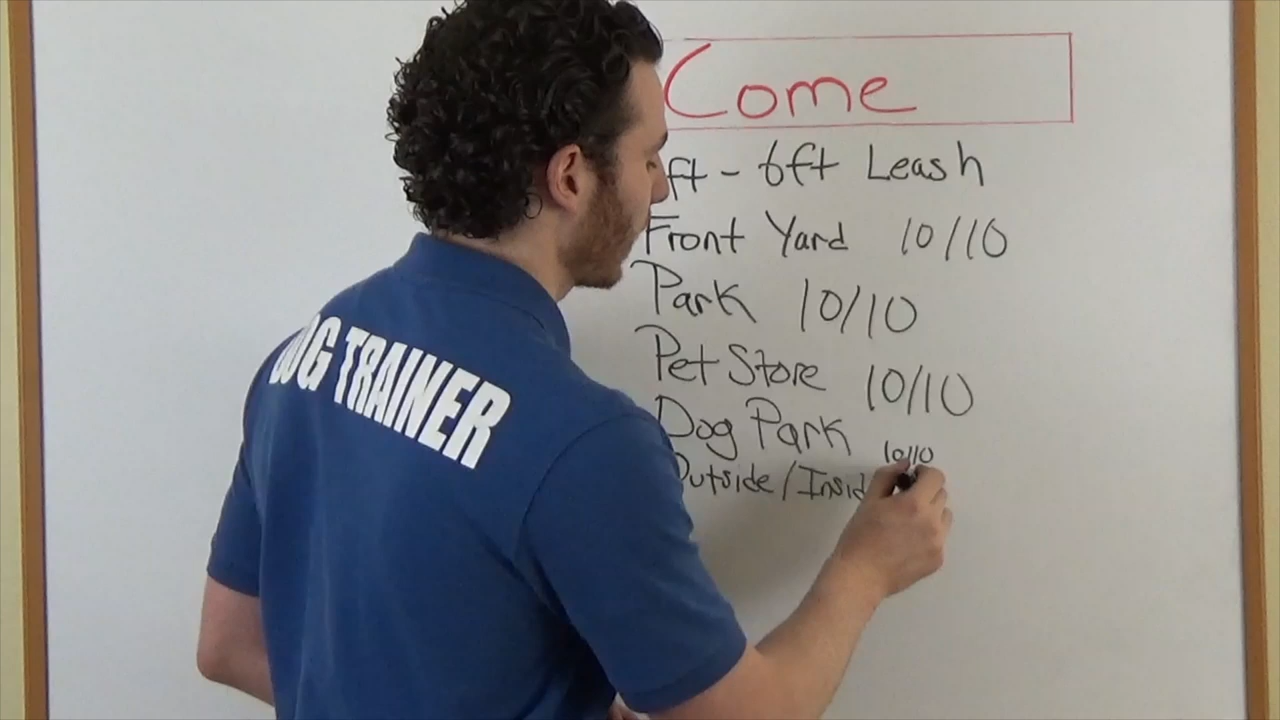 Come
ft - 6ft Leash
Front Yard 10/10
Park 10/10
Pet Store 10/10
Dog Park 10/10
Outside/Insid
DOG TRAINER